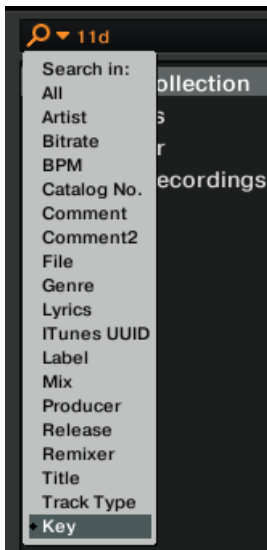 11d
Search in:
All
ollection
Artist
s
Bitrate
r
BPM
Catalog No.
ecordings
Comment
Comment2
File
Genre
Lyrics
ITunes UUID
Label
Mix
Producer
Release
Remixer
Title
Track Type
Key